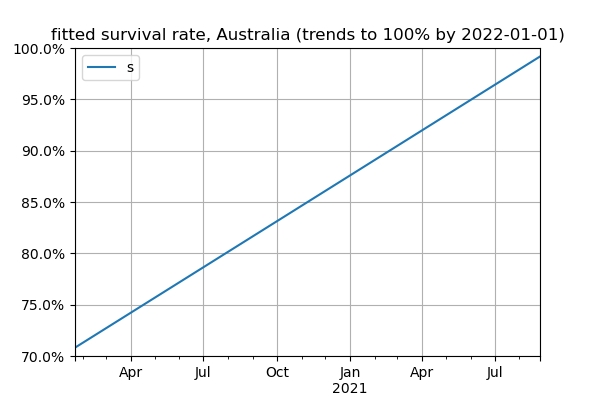 fitted survival rate, Australia (trends to 100% by 2022-01-01)
100.0%
s
95.0%
90.0%
85.0%
80.0%
75.0%
70.0%
Apr Jul Oct Jan Apr Jul
2021